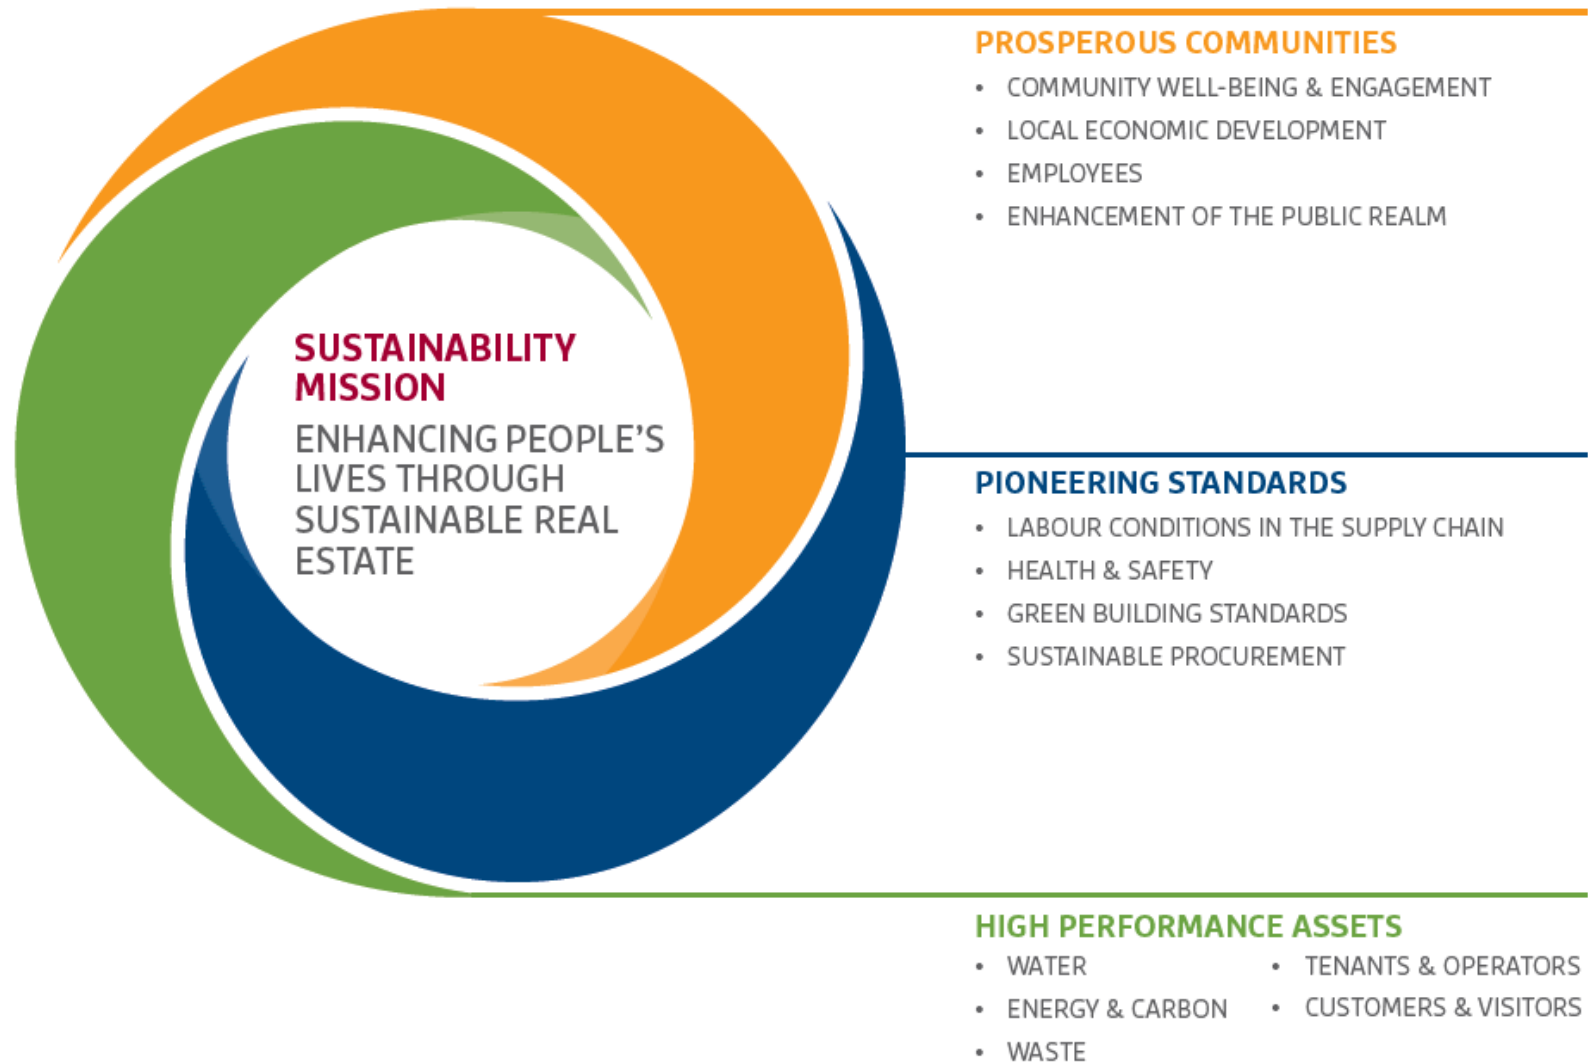 PROSPEROUS COMMUNITIES
• COMMUNITY WELL-BEING & ENGAGEMENT
• LOCAL ECONOMIC DEVELOPMENT
• EMPLOYEES
• ENHANCEMENT OF THE PUBLIC REALM
SUSTAINABILITY
MISSION
ENHANCING PEOPLE’S
LIVES THROUGH
SUSTAINABLE REAL
ESTATE
PIONEERING STANDARDS
• LABOUR CONDITIONS IN THE SUPPLY CHAIN
• HEALTH & SAFETY
• GREEN BUILDING STANDARDS
• SUSTAINABLE PROCUREMENT
HIGH PERFORMANCE ASSETS
• WATER
• ENERGY & CARBON
• WASTE
• TENANTS & OPERATORS
• CUSTOMERS & VISITORS